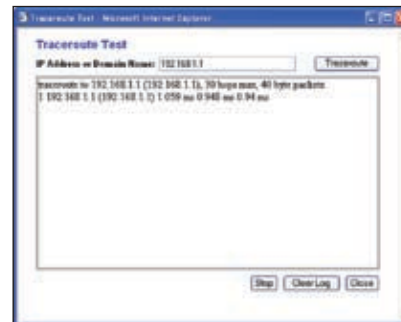 Traceroute Test - Microsoft Internet Explorer
Traceroute Test
IP Address or Domain Name: 192.168.1.1 Traceroute
traceroute to 192.168.1.1 (192.168.1.1), 30 hops max, 40 byte packets
1 192.168.1.1 (192.168.1.1) 1.059 ms 0.948 ms 0.94 ms
Stop Clear Log Close